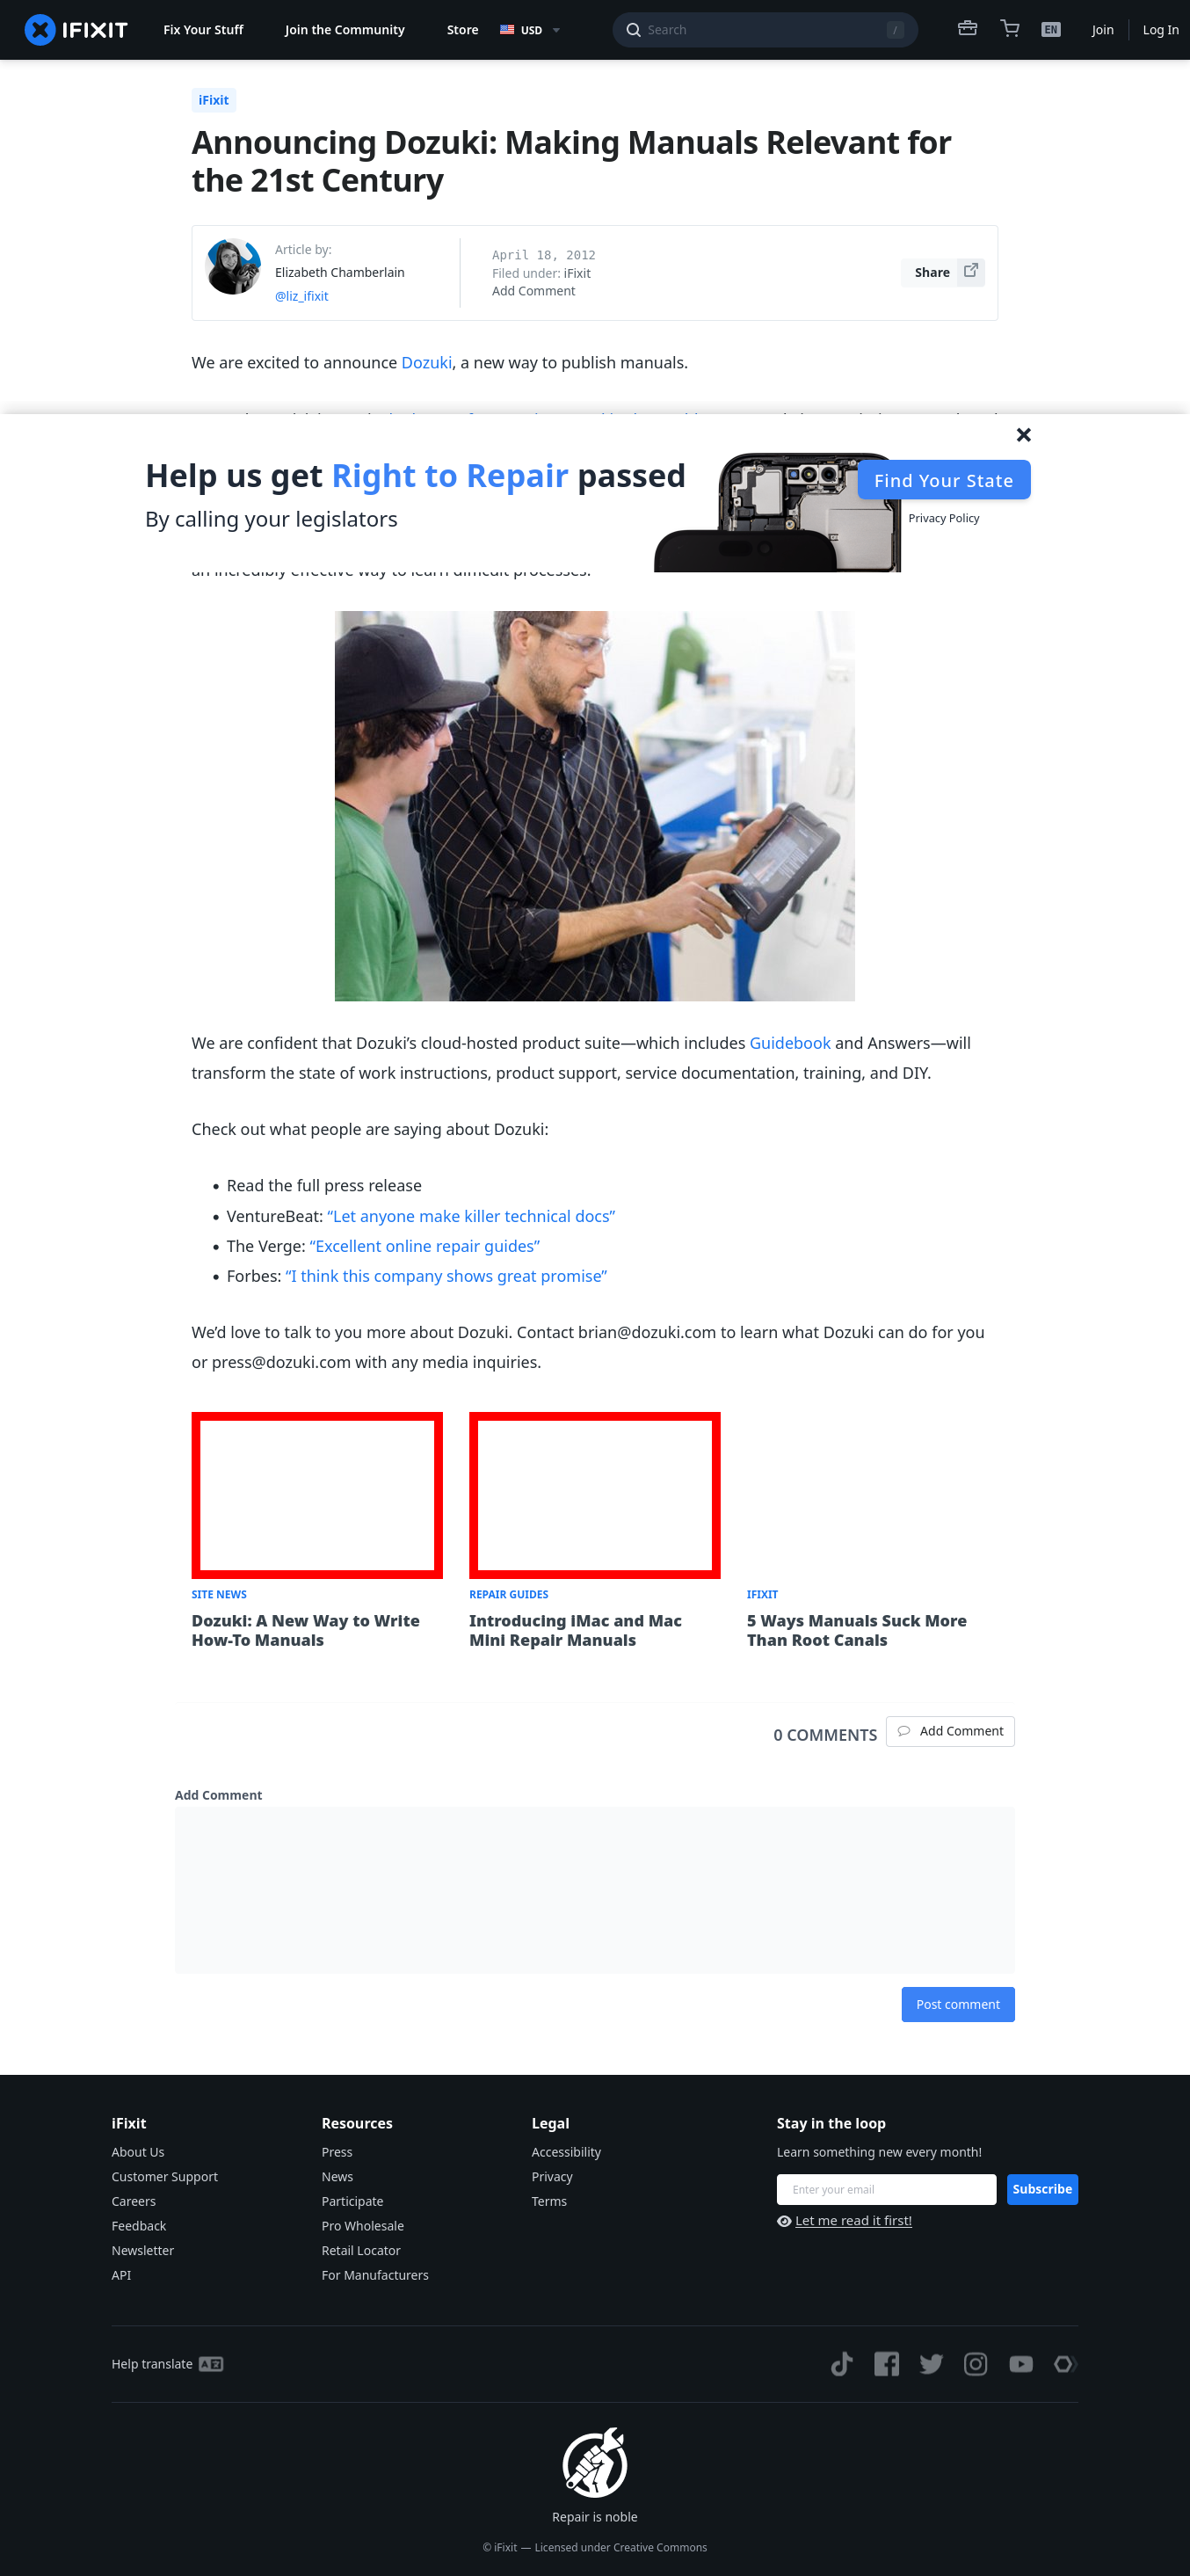 IFIXIT
Fix Your Stuff
Join the Community
Store
USD
Search
/
EN
Join
Log In
iFixit
Announcing Dozuki: Making Manuals Relevant for
the 21st Century
Article by:
Elizabeth Chamberlain
@liz_ifixit
April 18, 2012
Filed under: iFixit
Add Comment
Share
We are excited to announce Dozuki, a new way to publish manuals.
Help us get Right to Repair passed
By calling your legislators
Find Your State
Privacy Policy
an incredibly effective way to learn difficult processes.
We are confident that Dozuki’s cloud-hosted product suite—which includes Guidebook and Answers—will
transform the state of work instructions, product support, service documentation, training, and DIY.
Check out what people are saying about Dozuki:
• Read the full press release
• VentureBeat: “Let anyone make killer technical docs”
• The Verge: “Excellent online repair guides”
• Forbes: “I think this company shows great promise”
We’d love to talk to you more about Dozuki. Contact brian@dozuki.com to learn what Dozuki can do for you
or press@dozuki.com with any media inquiries.
SITE NEWS
Dozuki: A New Way to Write
How-To Manuals
REPAIR GUIDES
Introducing iMac and Mac
Mini Repair Manuals
IFIXIT
5 Ways Manuals Suck More
Than Root Canals
0 COMMENTS
Add Comment
Add Comment
Post comment
iFixit
About Us
Customer Support
Careers
Feedback
Newsletter
API
Resources
Press
News
Participate
Pro Wholesale
Retail Locator
For Manufacturers
Legal
Accessibility
Privacy
Terms
Stay in the loop
Learn something new every month!
Enter your email
Subscribe
Let me read it first!
Help translate
Repair is noble
© iFixit — Licensed under Creative Commons